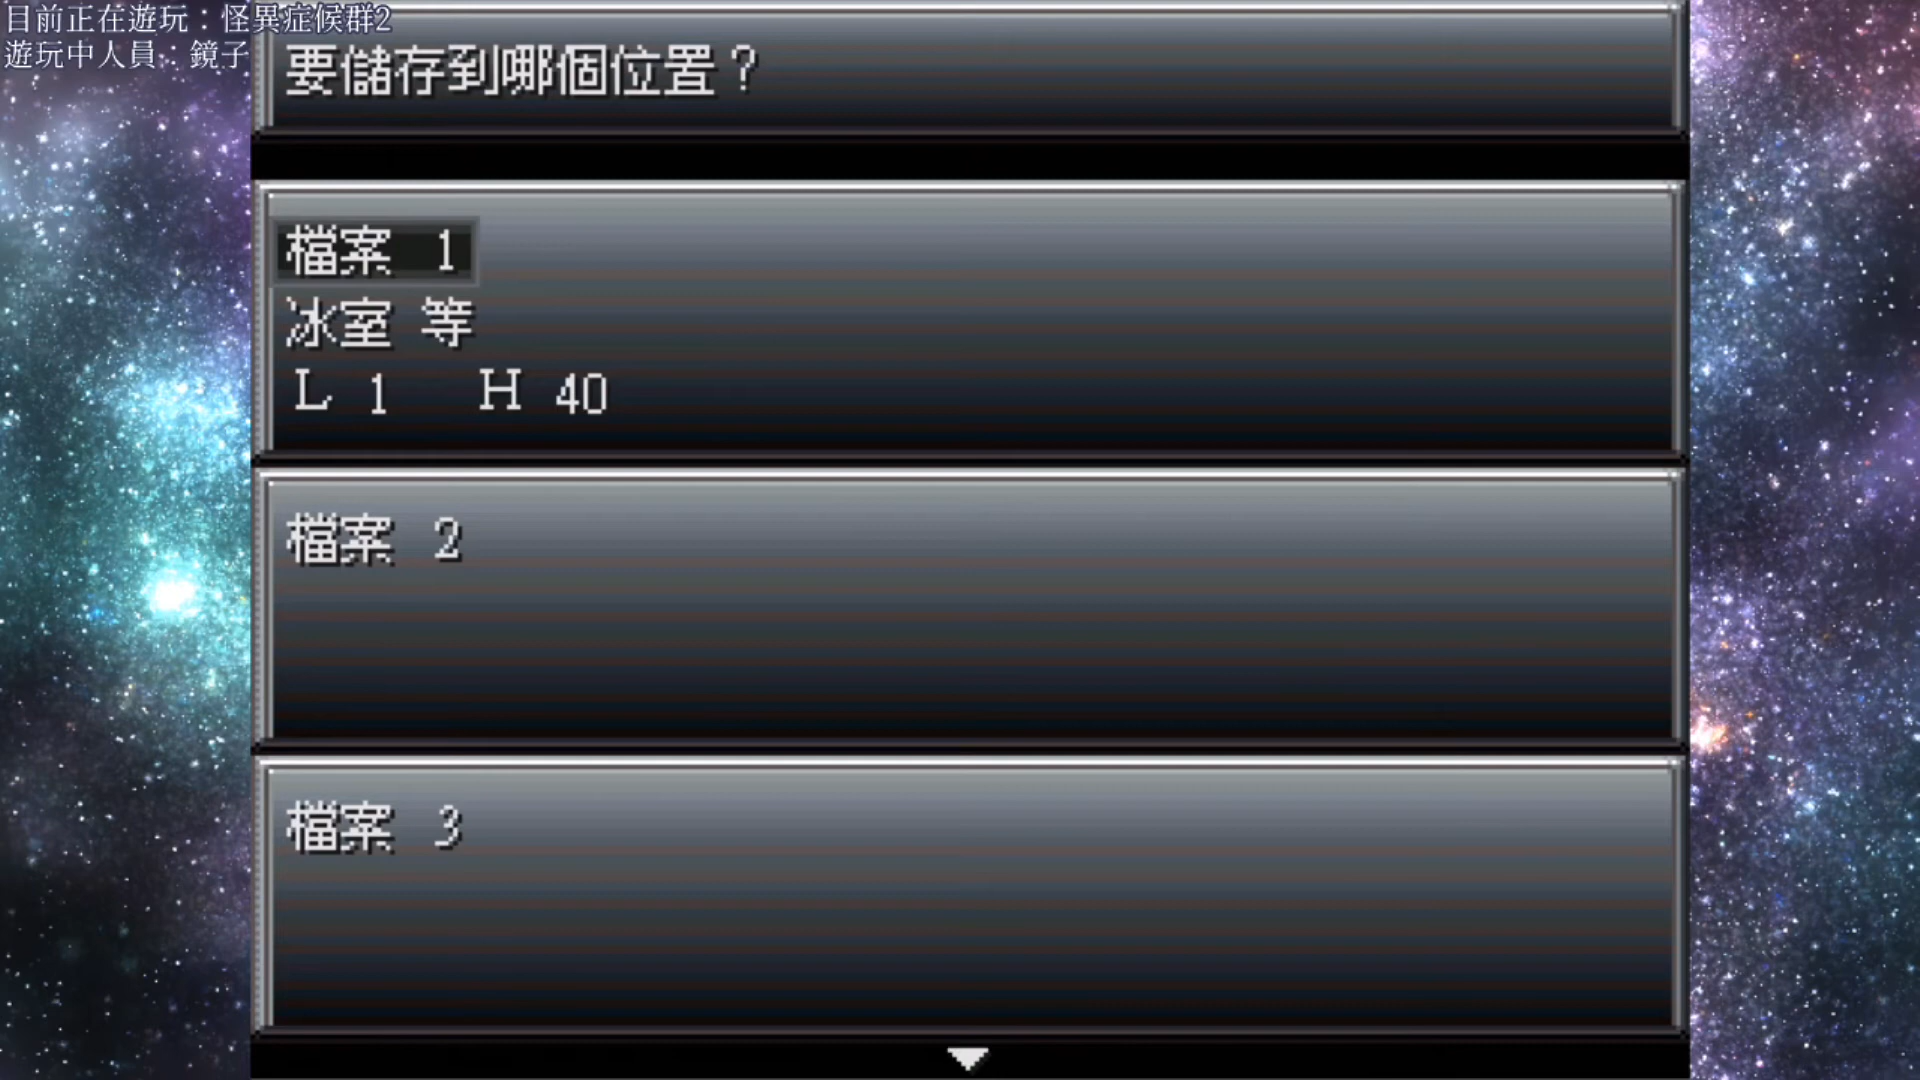 目前正在遊玩：怪異症候群2
遊玩中人員：鏡子
要儲存到哪個位置？
檔案 1
冰室 等
L 1 H 40
檔案 2
檔案 3